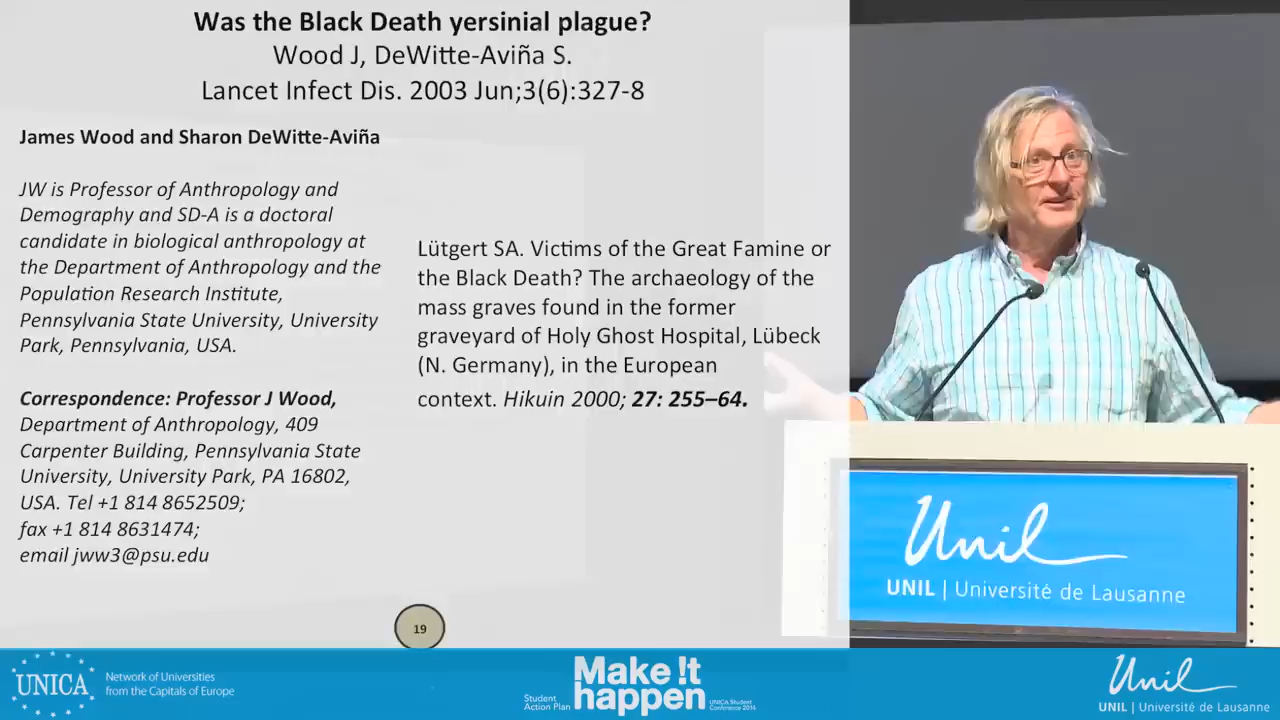 Was the Black Death yersinial plague?
Wood J, DeWitte-Aviña S.
Lancet Infect Dis. 2003 Jun;3(6):327-8
James Wood and Sharon DeWitte-Aviña
JW is Professor of Anthropology and
Demography and SD-A is a doctoral
candidate in biological anthropology at
the Department of Anthropology and the
Population Research Institute,
Pennsylvania State University, University
Park, Pennsylvania, USA.
Correspondence: Professor J Wood,
Department of Anthropology, 409
Carpenter Building, Pennsylvania State
University, University Park, PA 16802,
USA. Tel +1 814 8652509;
fax +1 814 8631474;
email jww3@psu.edu
Lütgert SA. Victims of the Great Famine or
the Black Death? The archaeology of the
mass graves found in the former
graveyard of Holy Ghost Hospital, Lübeck
(N. Germany), in the European
context. Hikuin 2000; 27: 255–64.
19
Unil
UNIL | Université de Lausanne
UNICA
Network of Universities
from the Capitals of Europe
Student
Action Plan
Make !t
happen
UNICA Student
Conference 2014
Unil
UNIL | Université de Lausanne